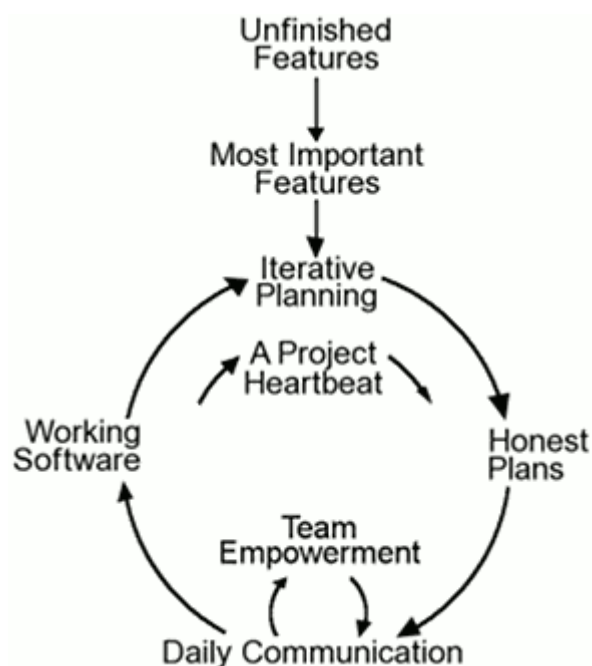 Unfinished
Features
Most Important
Features
Iterative
Planning
A Project
Heartbeat
Working
Software
Honest
Plans
Team
Empowerment
Daily Communication